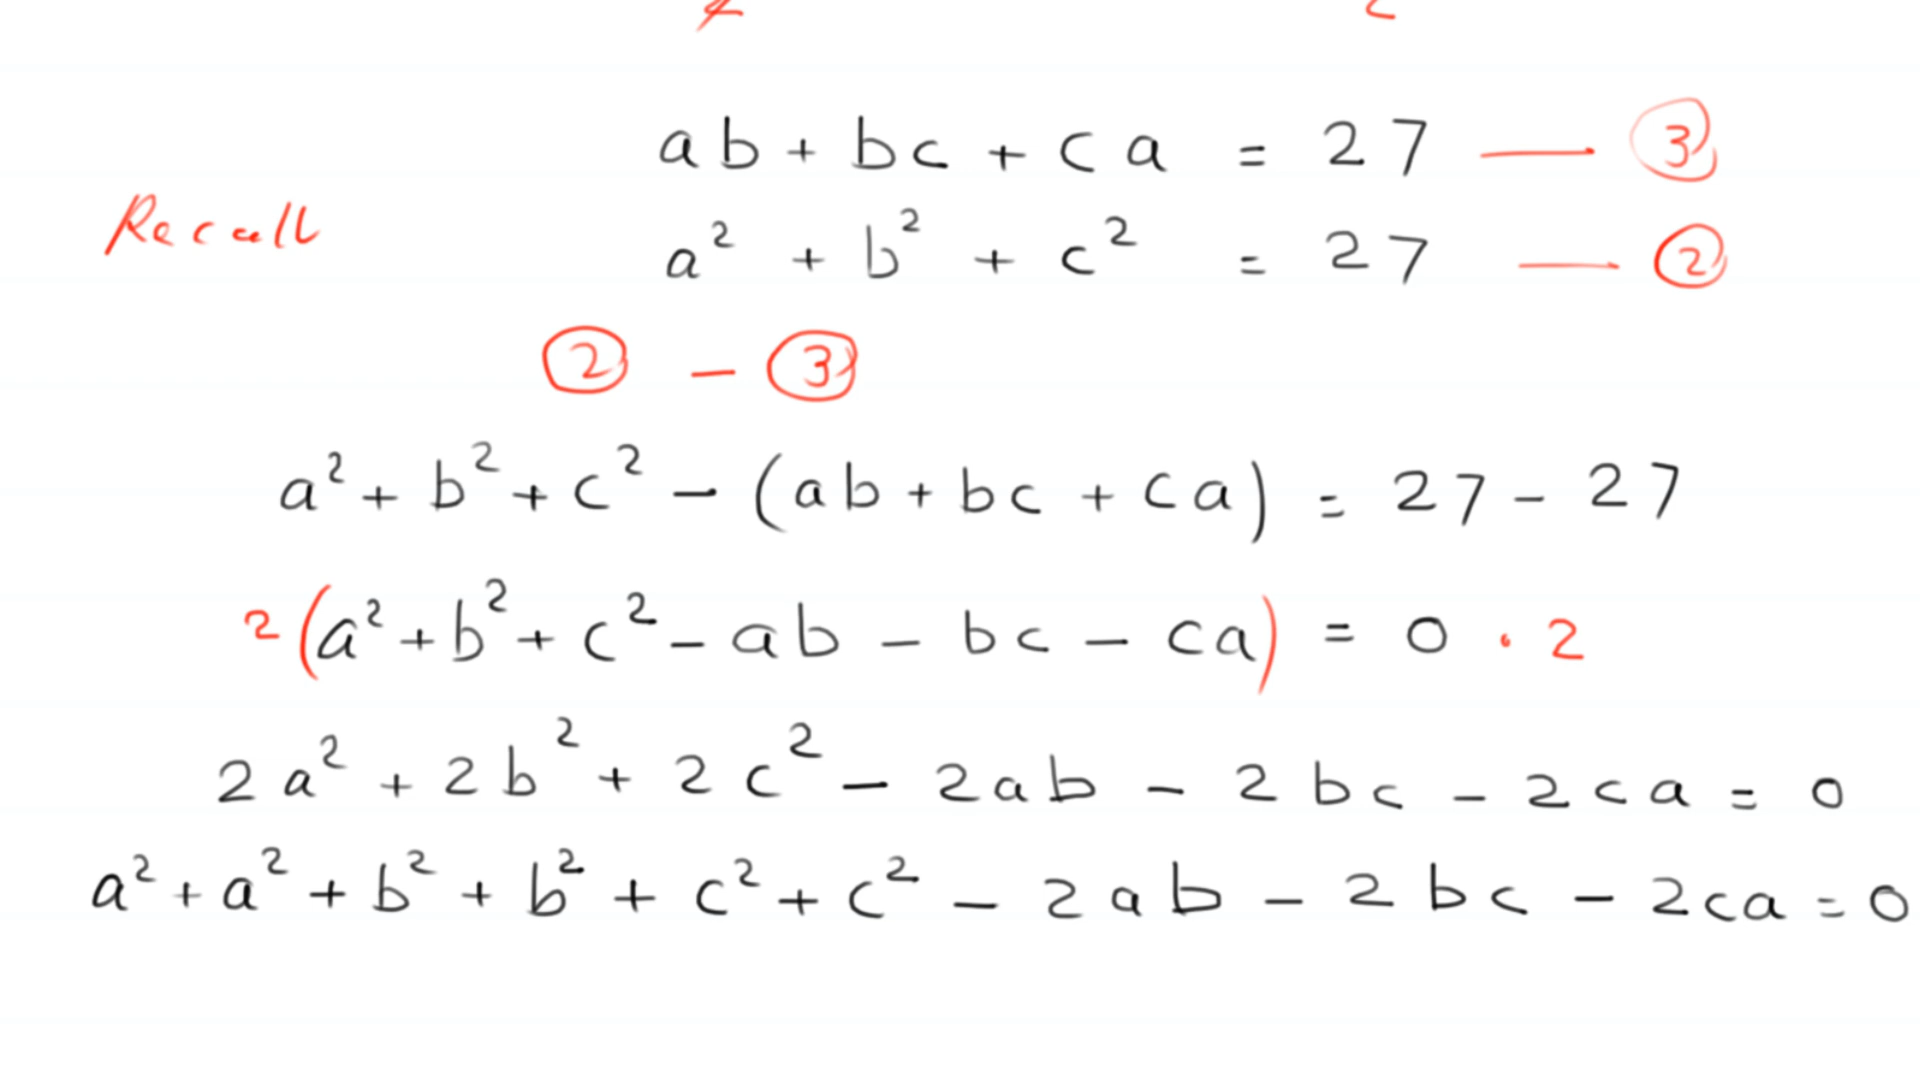 ab + bc + ca = 27 — ③
Recall a² + b² + c² = 27 — ②
② - ③
a² + b² + c² - (ab + bc + ca) = 27 - 27
2(a² + b² + c² - ab - bc - ca) = 0 · 2
2a² + 2b² + 2c² - 2ab - 2bc - 2ca = 0
a² + a² + b² + b² + c² + c² - 2ab - 2bc - 2ca = 0